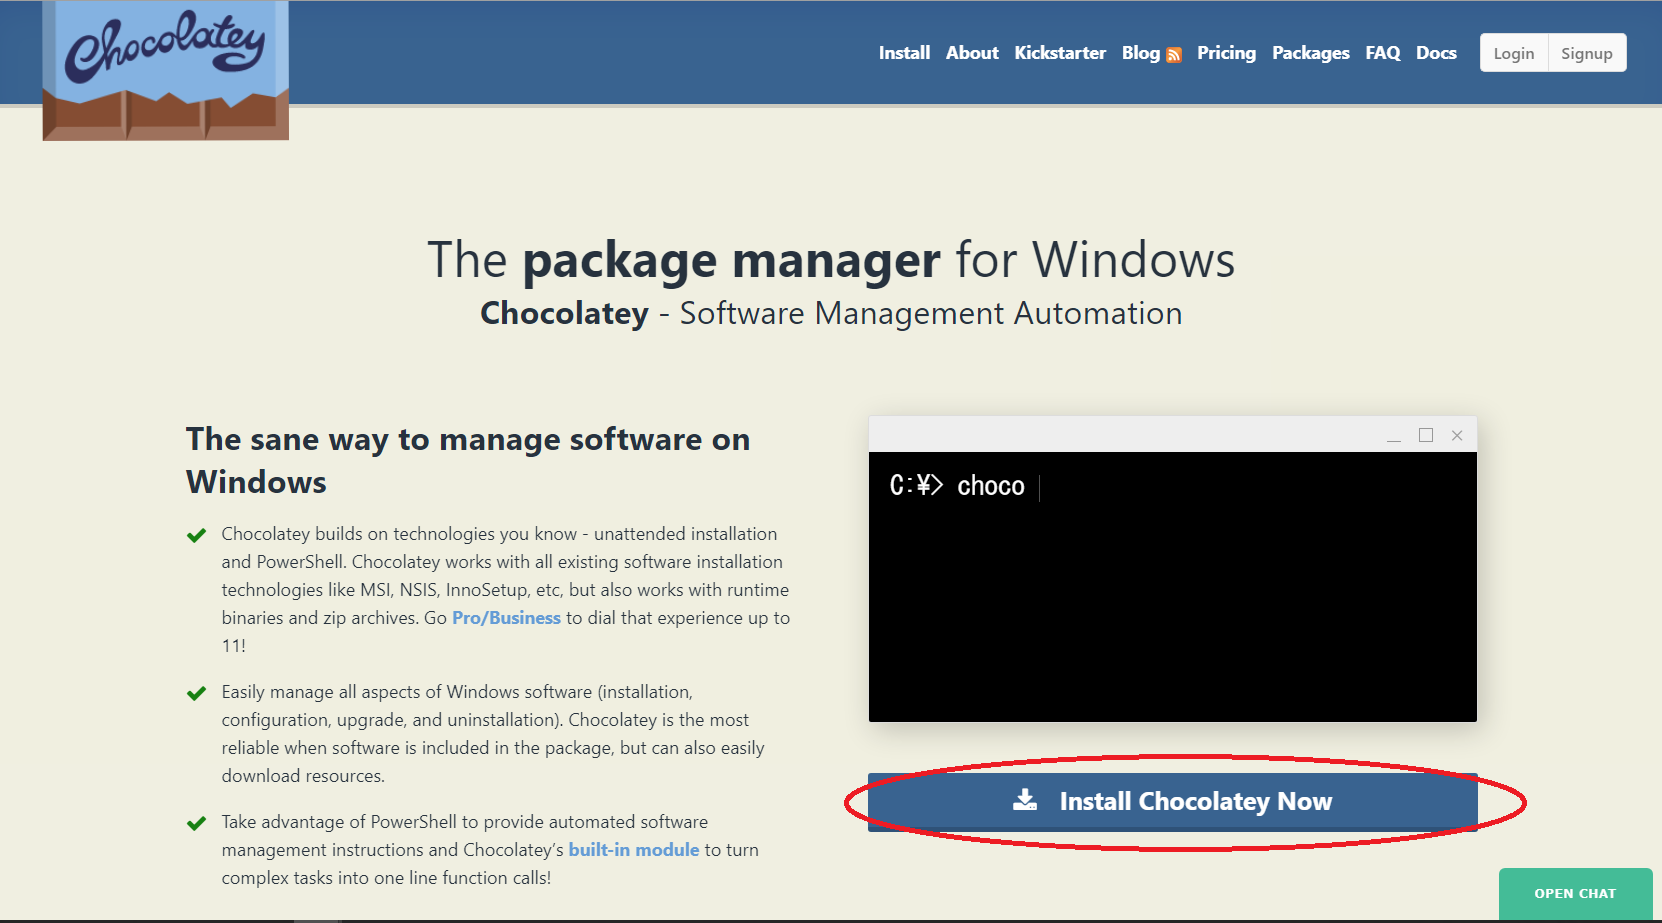 Chocolatey
Install About Kickstarter Blog Pricing Packages FAQ Docs Login Signup
The package manager for Windows
Chocolatey - Software Management Automation
The sane way to manage software on
Windows
Chocolatey builds on technologies you know - unattended installation
and PowerShell. Chocolatey works with all existing software installation
technologies like MSI, NSIS, InnoSetup, etc, but also works with runtime
binaries and zip archives. Go Pro/Business to dial that experience up to
11!
Easily manage all aspects of Windows software (installation,
configuration, upgrade, and uninstallation). Chocolatey is the most
reliable when software is included in the package, but can also easily
download resources.
Take advantage of PowerShell to provide automated software
management instructions and Chocolatey’s built-in module to turn
complex tasks into one line function calls!
C:¥> choco
Install Chocolatey Now
OPEN CHAT